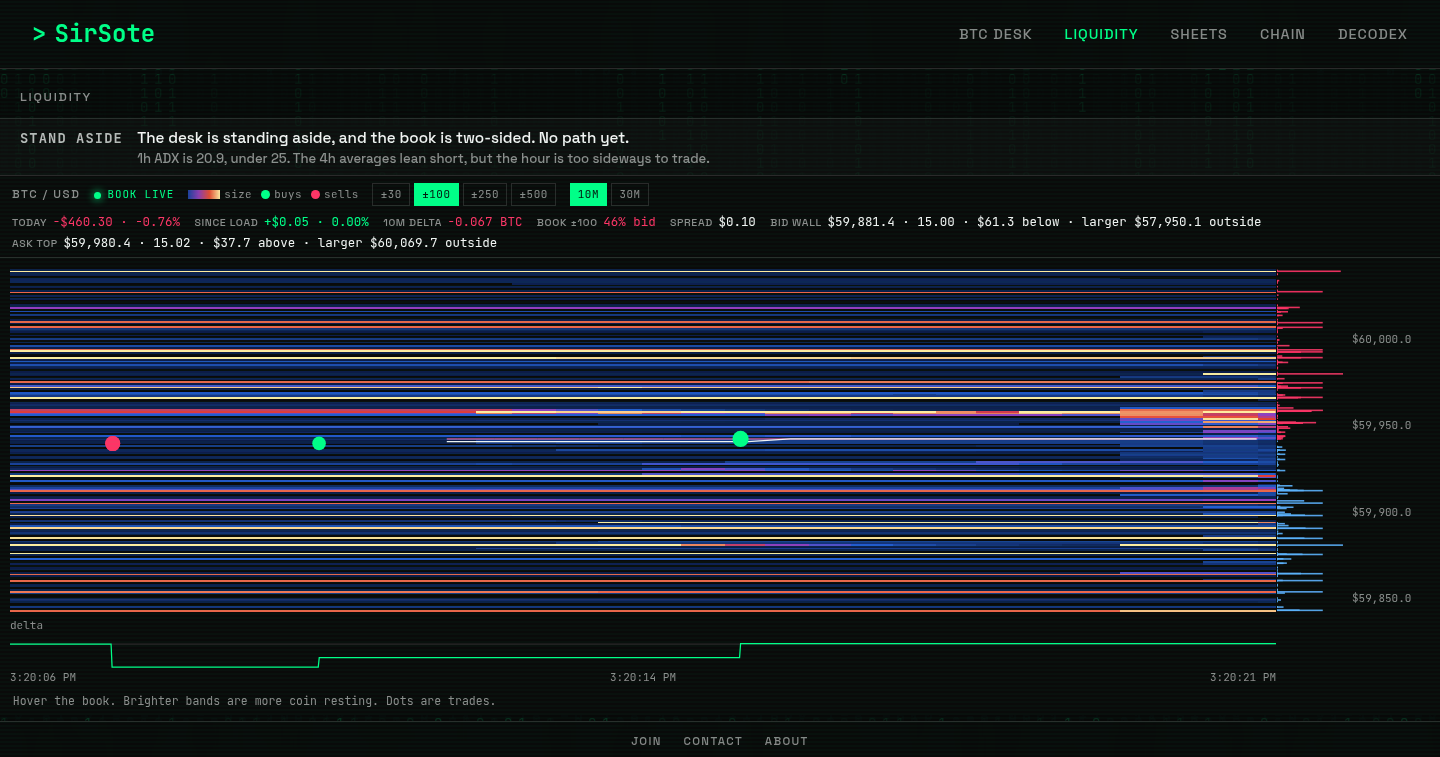 > SirSote
BTC DESK LIQUIDITY SHEETS CHAIN DECODEX
LIQUIDITY
STAND ASIDE The desk is standing aside, and the book is two-sided. No path yet.
1h ADX is 20.9, under 25. The 4h averages lean short, but the hour is too sideways to trade.
BTC / USD BOOK LIVE size buys sells ±30 ±100 ±250 ±500 10M 30M
TODAY -$460.30 · -0.76% SINCE LOAD +$0.05 · 0.00% 10M DELTA -0.067 BTC BOOK ±100 46% bid SPREAD $0.10 BID WALL $59,881.4 · 15.00 · $61.3 below · larger $57,950.1 outside
ASK TOP $59,980.4 · 15.02 · $37.7 above · larger $60,069.7 outside
$60,000.0
$59,950.0
$59,900.0
$59,850.0
delta
3:20:06 PM 3:20:14 PM 3:20:21 PM
Hover the book. Brighter bands are more coin resting. Dots are trades.
JOIN CONTACT ABOUT